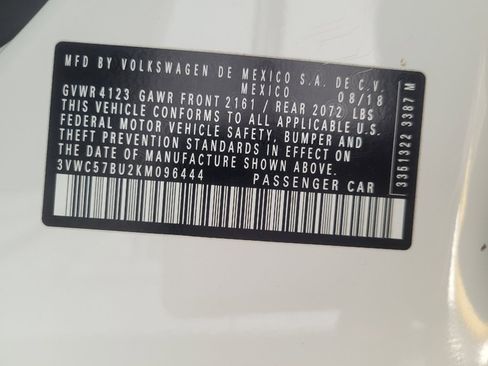 MFD BY VOLKSWAGEN DE MEXICO S.A. DE C.V.
MEXICO 08/18
GVWR 4123 GAWR FRONT 2161 / REAR 2072 LBS
THIS VEHICLE CONFORMS TO ALL APPLICABLE U.S.
FEDERAL MOTOR VEHICLE SAFETY, BUMPER AND
THEFT PREVENTION STANDARDS IN EFFECT ON
THE DATE OF MANUFACTURE SHOWN ABOVE.
3VWC57BU2KM096444 PASSENGER CAR
3361322 3387 M